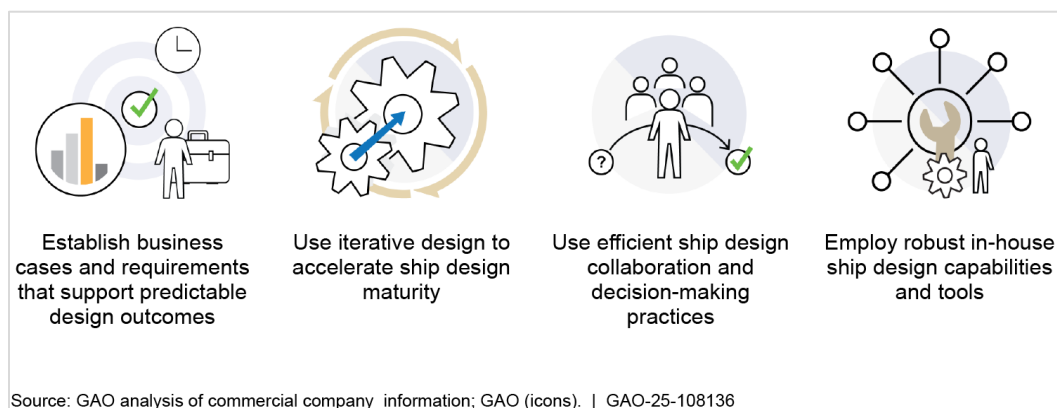 ?
Establish business
cases and requirements
that support predictable
design outcomes
Use iterative design to
accelerate ship design
maturity
Use efficient ship design
collaboration and
decision-making
practices
Employ robust in-house
ship design capabilities
and tools
Source: GAO analysis of commercial company information; GAO (icons). | GAO-25-108136